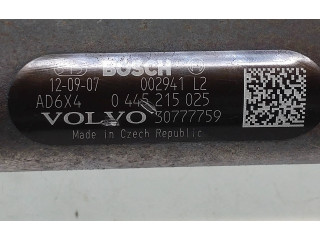 BOSCH
12-09-07 002941 L2
AD6X4 0 445 215 025
VOLVO 30777759
Made in Czech Republic